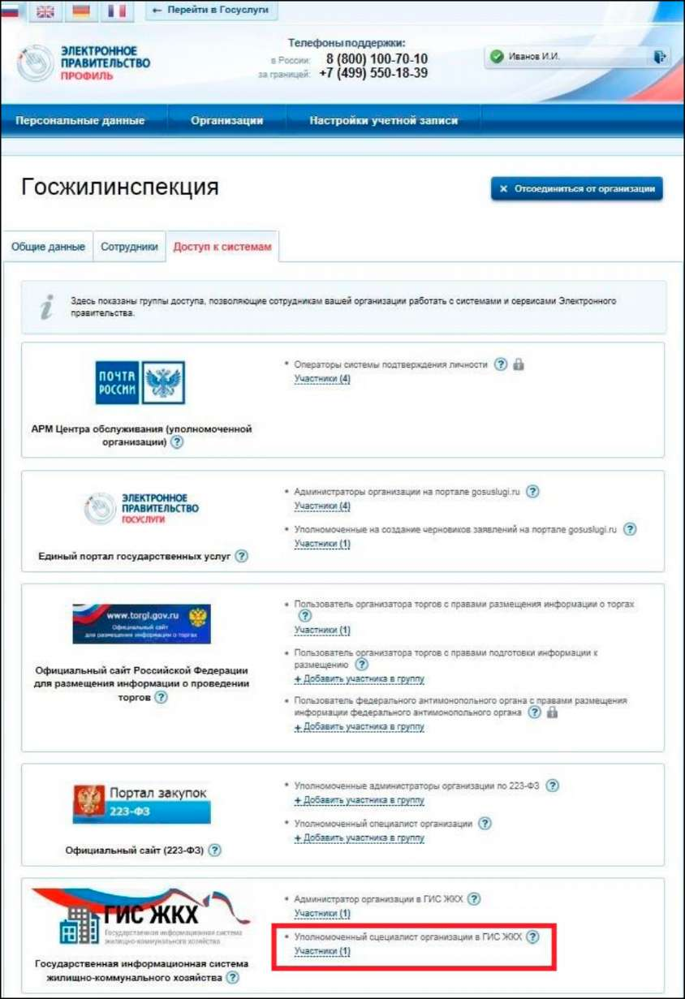 ← Перейти в Госуслуги
ЭЛЕКТРОННОЕ
ПРАВИТЕЛЬСТВО
ПРОФИЛЬ
Телефоны поддержки:
в России: 8 (800) 100-70-10
за границей: +7 (499) 550-18-39
Иванов И.И.
Персональные данные Организации Настройки учетной записи
Госжилинспекция
× Отсоединиться от организации
Общие данные Сотрудники Доступ к системам
i Здесь показаны группы доступа, позволяющие сотрудникам вашей организации работать с системами и сервисами Электронного
правительства.
ПОЧТА
РОССИИ
АРМ Центра обслуживания (уполномоченной
организации) ?
• Операторы системы подтверждения личности ?
Участники (4)
ЭЛЕКТРОННОЕ
ПРАВИТЕЛЬСТВО
ГОСУСЛУГИ
Единый портал государственных услуг ?
• Администраторы организации на портале gosuslugi.ru ?
Участники (4)
• Уполномоченные на создание черновиков заявлений на портале gosuslugi.ru ?
Участники (1)
www.torgi.gov.ru
Официальный сайт
для размещения информации о торгах
Официальный сайт Российской Федерации
для размещения информации о проведении
торгов ?
• Пользователь организатора торгов с правами размещения информации о торгах
?
Участники (1)
• Пользователь организатора торгов с правами подготовки информации к
размещению ?
+ Добавить участника в группу
• Пользователь федерального антимонопольного органа с правами размещения
информации федерального антимонопольного органа ?
+ Добавить участника в группу
Портал закупок
223-ФЗ
Официальный сайт (223-ФЗ) ?
• Уполномоченные администраторы организации по 223-ФЗ ?
+ Добавить участника в группу
• Уполномоченный специалист организации ?
+ Добавить участника в группу
ГИС ЖКХ
Государственная информационная система
жилищно-коммунального хозяйства
Государственная информационная система
жилищно-коммунального хозяйства ?
• Администратор организации в ГИС ЖКХ ?
Участники (1)
• Уполномоченный специалист организации в ГИС ЖКХ ?
Участники (1)